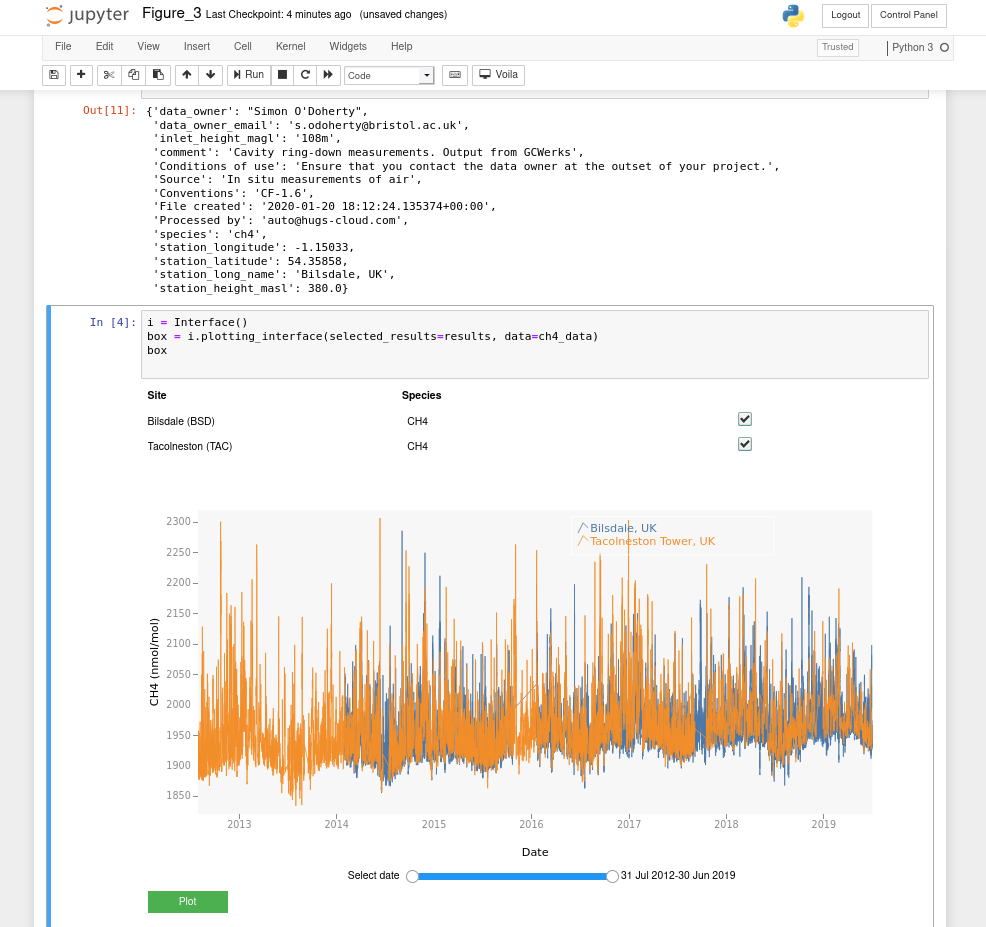 jupyter Figure_3 Last Checkpoint: 4 minutes ago (unsaved changes) Logout Control Panel
File Edit View Insert Cell Kernel Widgets Help Trusted Python 3
Run Code Voila
Out[11]: {'data_owner': "Simon O'Doherty",
'data_owner_email': 's.odoherty@bristol.ac.uk',
'inlet_height_magl': '108m',
'comment': 'Cavity ring-down measurements. Output from GCWerks',
'Conditions of use': 'Ensure that you contact the data owner at the outset of your project.',
'Source': 'In situ measurements of air',
'Conventions': 'CF-1.6',
'File created': '2020-01-20 18:12:24.135374+00:00',
'Processed by': 'auto@hugs-cloud.com',
'species': 'ch4',
'station_longitude': -1.15033,
'station_latitude': 54.35858,
'station_long_name': 'Bilsdale, UK',
'station_height_masl': 380.0}
In [4]: i = Interface()
box = i.plotting_interface(selected_results=results, data=ch4_data)
box
Site Species
Bilsdale (BSD) CH4
Tacolneston (TAC) CH4
2300
2250
2200
2150
2100
2050
2000
1950
1900
1850
CH4 (nmol/mol)
Bilsdale, UK
Tacolneston Tower, UK
2013 2014 2015 2016 2017 2018 2019
Date
Select date 31 Jul 2012-30 Jun 2019
Plot